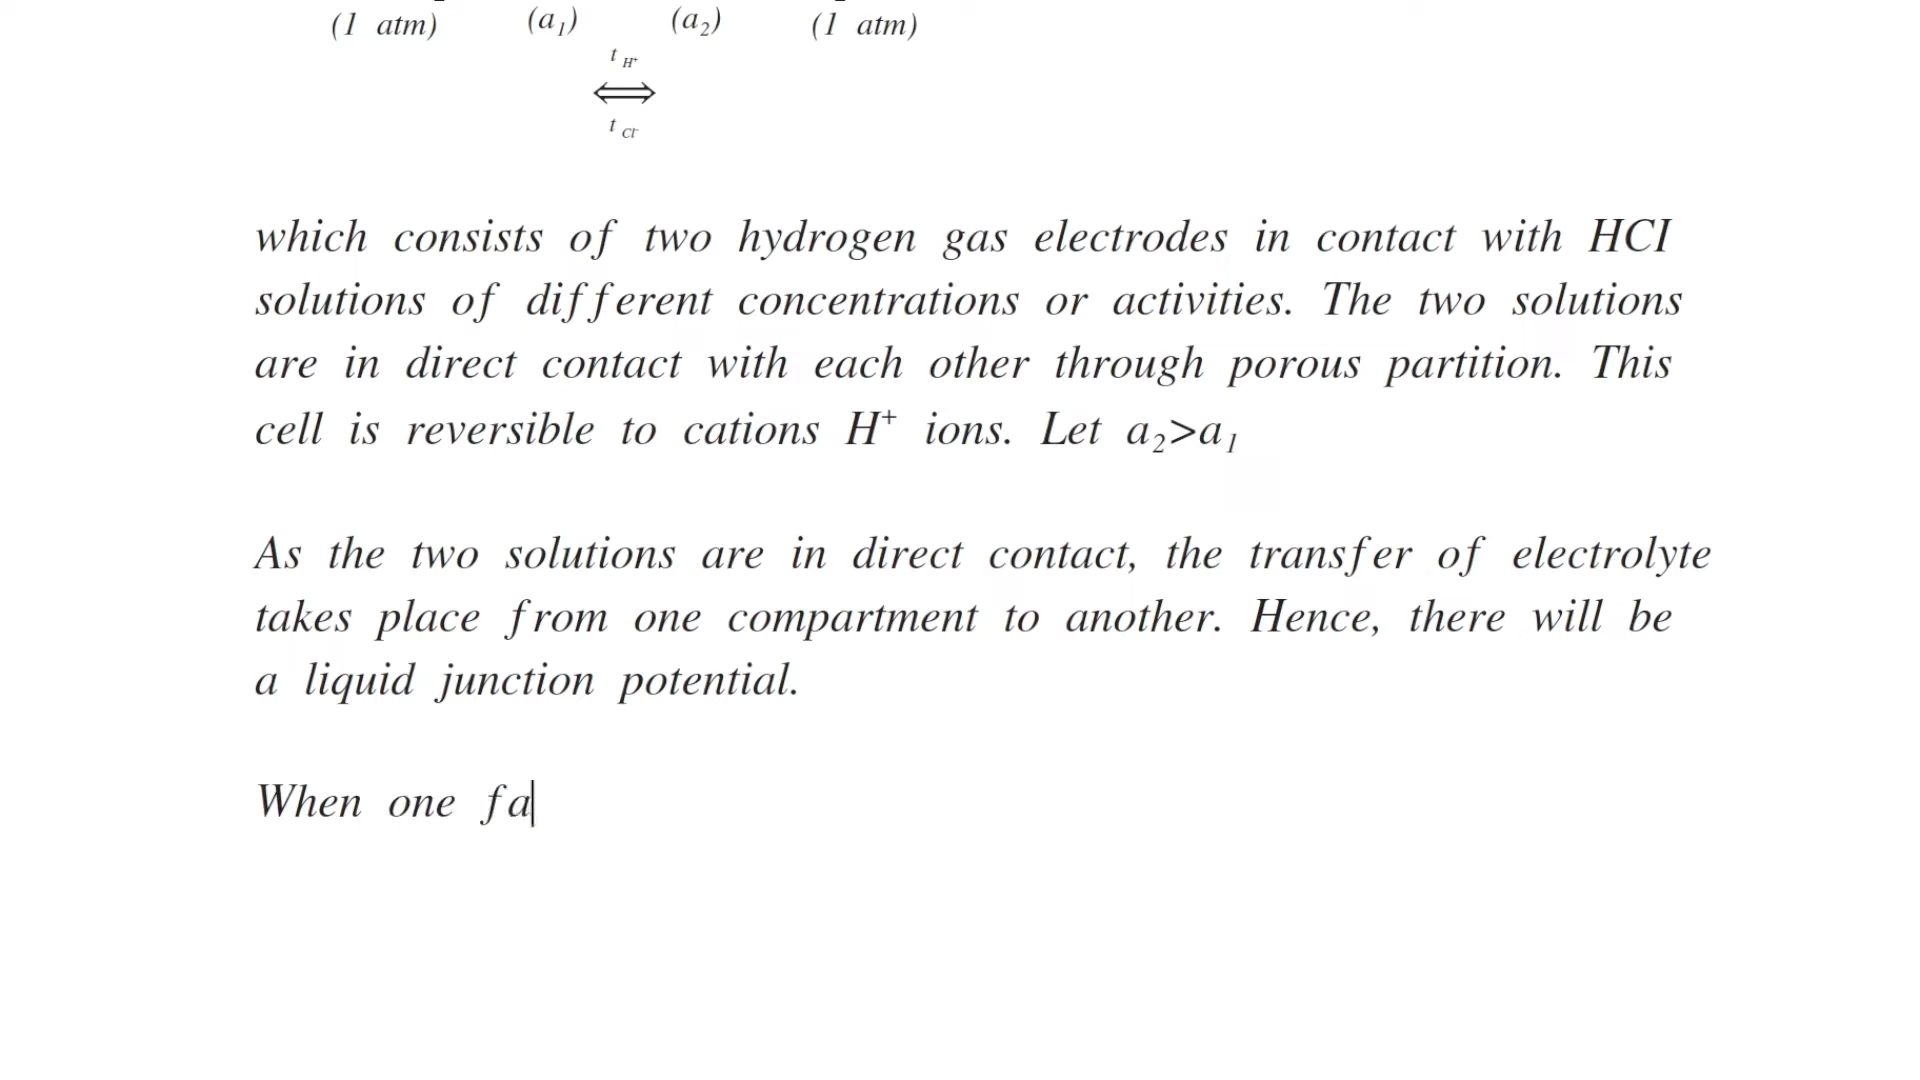 (1 atm) (a₁) (a₂) (1 atm)
t H⁺
⟺
t Cl⁻
which consists of two hydrogen gas electrodes in contact with HCI
solutions of different concentrations or activities. The two solutions
are in direct contact with each other through porous partition. This
cell is reversible to cations H⁺ ions. Let a₂>a₁
As the two solutions are in direct contact, the transfer of electrolyte
takes place from one compartment to another. Hence, there will be
a liquid junction potential.
When one fa